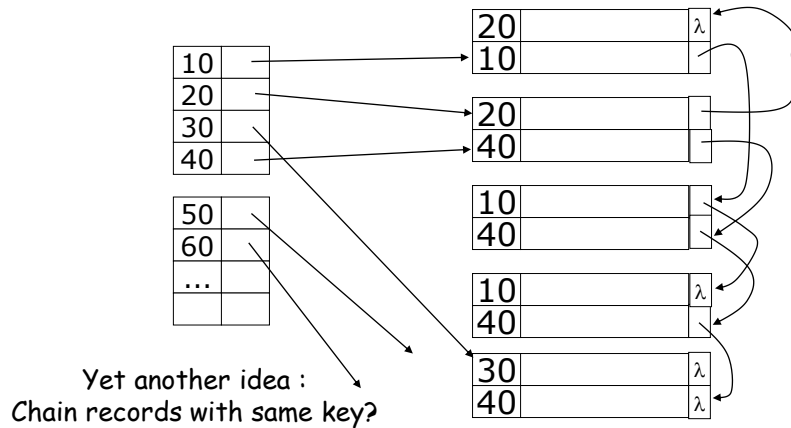 10
20
30
40
50
60
...
20 λ
10
20
40
10
40
10 λ
40
30 λ
40 λ
Yet another idea :
Chain records with same key?